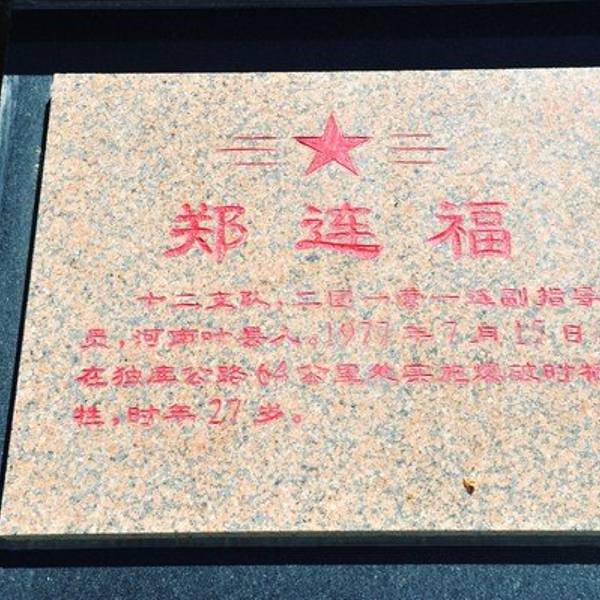 郑连福
十二支队,二团一营一连副指导
员,河南叶县人。1977年7月15日
在独库公路64公里处实施爆破时牺
牲,时年27岁。